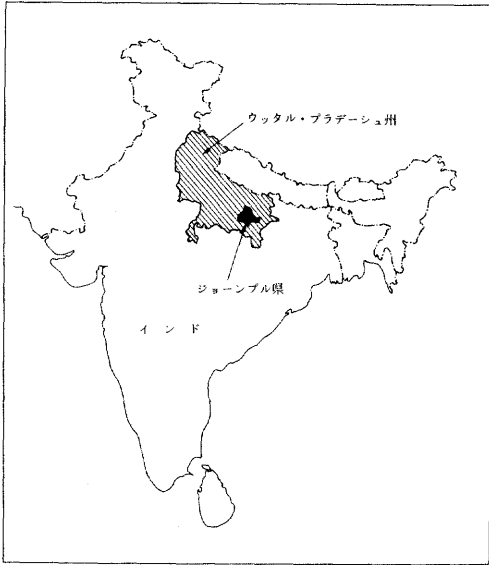 ウッタル・プラデーシュ州
ジョーンプル県
インド